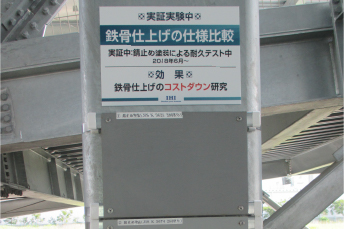 ※実証実験中※
鉄骨仕上げの仕様比較
実証中:錆止め塗装による耐久テスト中
2019年6月～
※効 果※
鉄骨仕上げのコストダウン研究
IHI